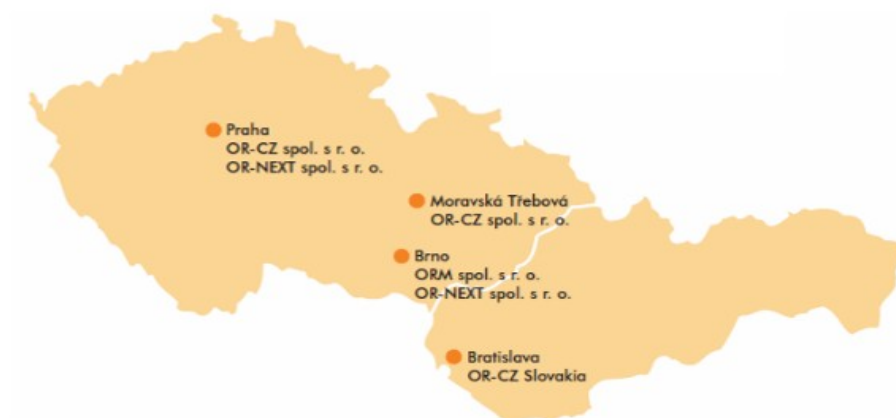 Praha
OR-CZ spol. s r. o.
OR-NEXT spol. s r. o.
Moravská Třebová
OR-CZ spol. s r. o.
Brno
ORM spol. s r. o.
OR-NEXT spol. s r. o.
Bratislava
OR-CZ Slovakia